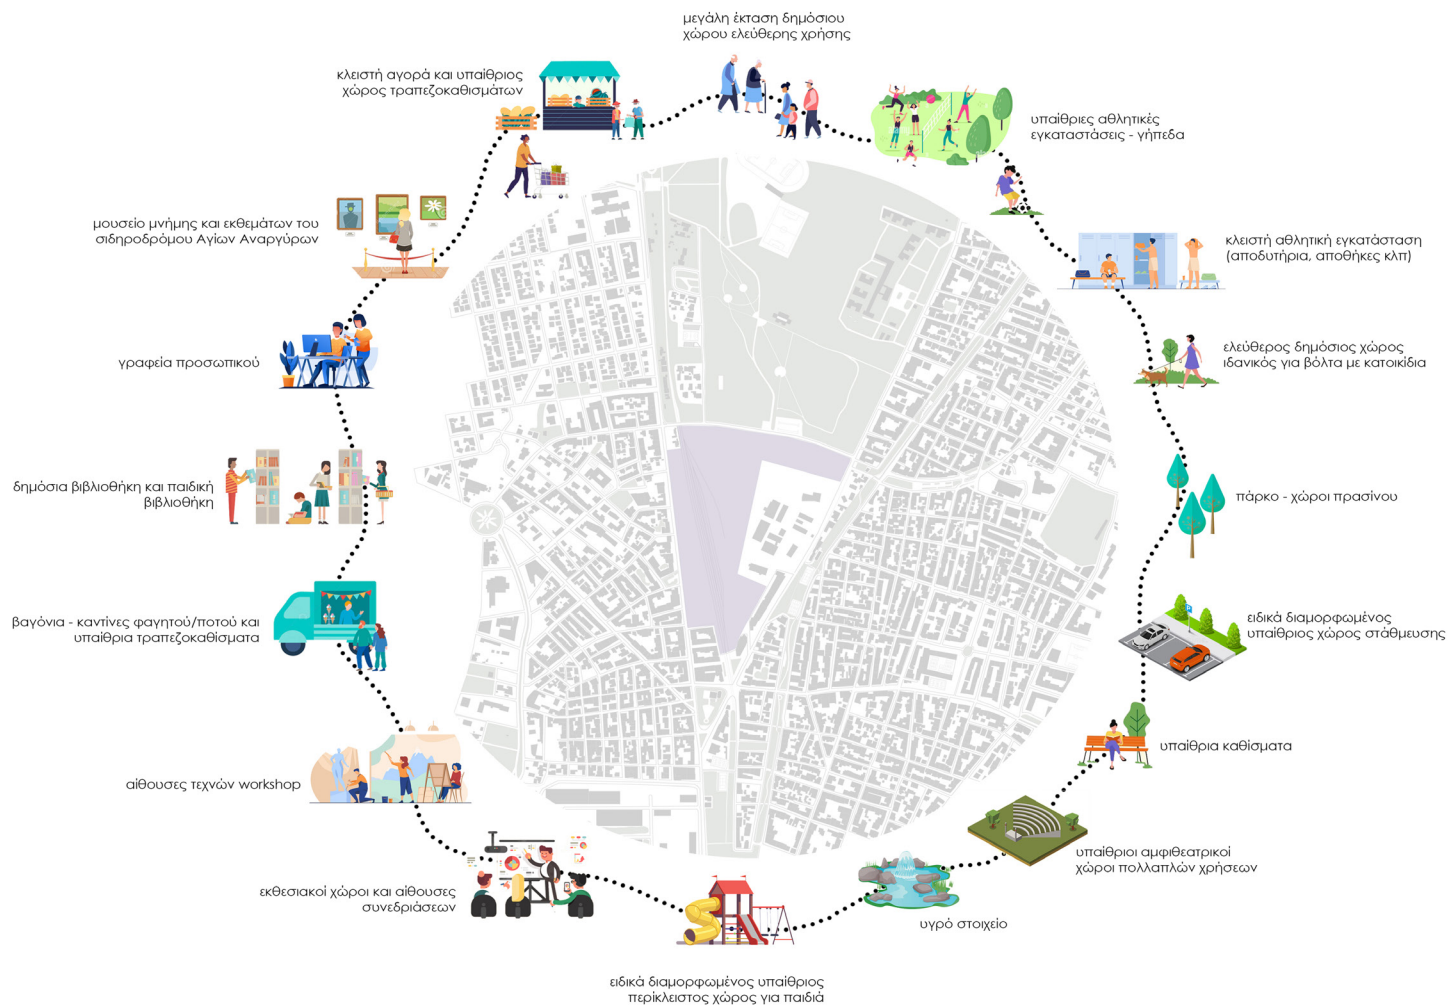 μεγάλη έκταση δημόσιου
χώρου ελεύθερης χρήσης
κλειστή αγορά και υπαίθριος
χώρος τραπεζοκαθισμάτων
υπαίθριες αθλητικές
εγκαταστάσεις - γήπεδα
μουσείο μνήμης και εκθεμάτων του
σιδηροδρόμου Αγίων Αναργύρων
κλειστή αθλητική εγκατάσταση
(αποδυτήρια, αποθήκες κλπ)
γραφεία προσωπικού
ελεύθερος δημόσιος χώρος
ιδανικός για βόλτα με κατοικίδια
δημόσια βιβλιοθήκη και παιδική
βιβλιοθήκη
πάρκο - χώροι πρασίνου
βαγόνια - καντίνες φαγητού/ποτού και
υπαίθρια τραπεζοκαθίσματα
ειδικά διαμορφωμένος
υπαίθριος χώρος στάθμευσης
υπαίθρια καθίσματα
αίθουσες τεχνών workshop
υπαίθριοι αμφιθεατρικοί
χώροι πολλαπλών χρήσεων
εκθεσιακοί χώροι και αίθουσες
συνεδριάσεων
υγρό στοιχείο
ειδικά διαμορφωμένος υπαίθριος
περίκλειστος χώρος για παιδιά